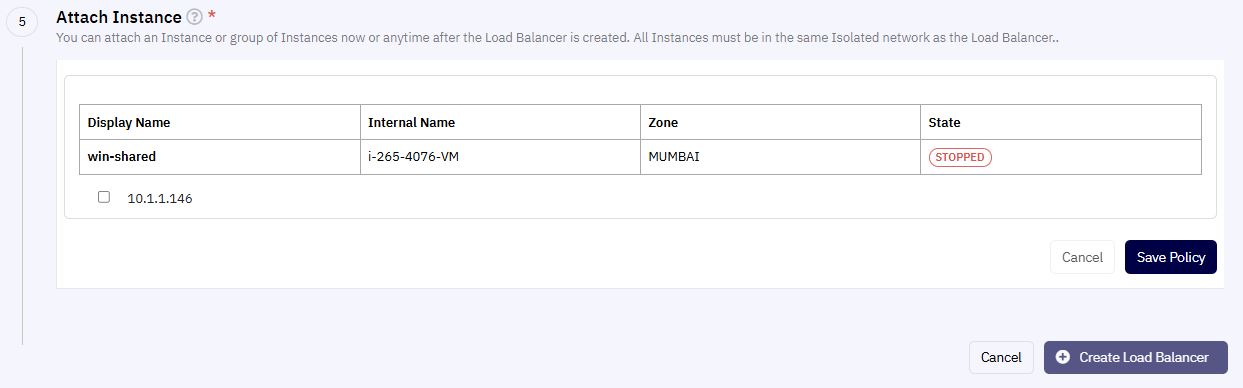 5
Attach Instance ? *
You can attach an Instance or group of Instances now or anytime after the Load Balancer is created. All Instances must be in the same Isolated network as the Load Balancer..
Display Name Internal Name Zone State
win-shared i-265-4076-VM MUMBAI STOPPED
10.1.1.146
Cancel Save Policy
Cancel Create Load Balancer